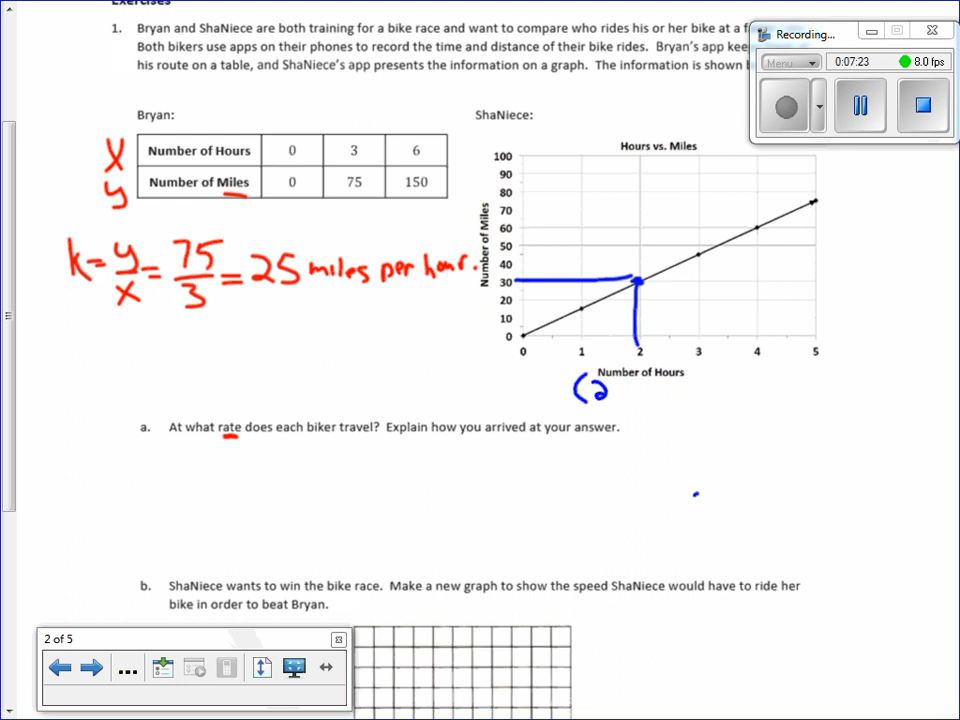 Exercises
1. Bryan and ShaNiece are both training for a bike race and want to compare who rides his or her bike at a f
Both bikers use apps on their phones to record the time and distance of their bike rides. Bryan's app kee
his route on a table, and ShaNiece's app presents the information on a graph. The information is shown b
Recording...
Menu
0:07:23
8.0 fps
Bryan:
ShaNiece:
X Number of Hours 0 3 6
y Number of Miles 0 75 150
k = y/x = 75/3 = 25 miles per hour.
Hours vs. Miles
Number of Miles
100
90
80
70
60
50
40
30
20
10
0
0 1 2 3 4 5
Number of Hours
(2
a. At what rate does each biker travel? Explain how you arrived at your answer.
b. ShaNiece wants to win the bike race. Make a new graph to show the speed ShaNiece would have to ride her
bike in order to beat Bryan.
2 of 5